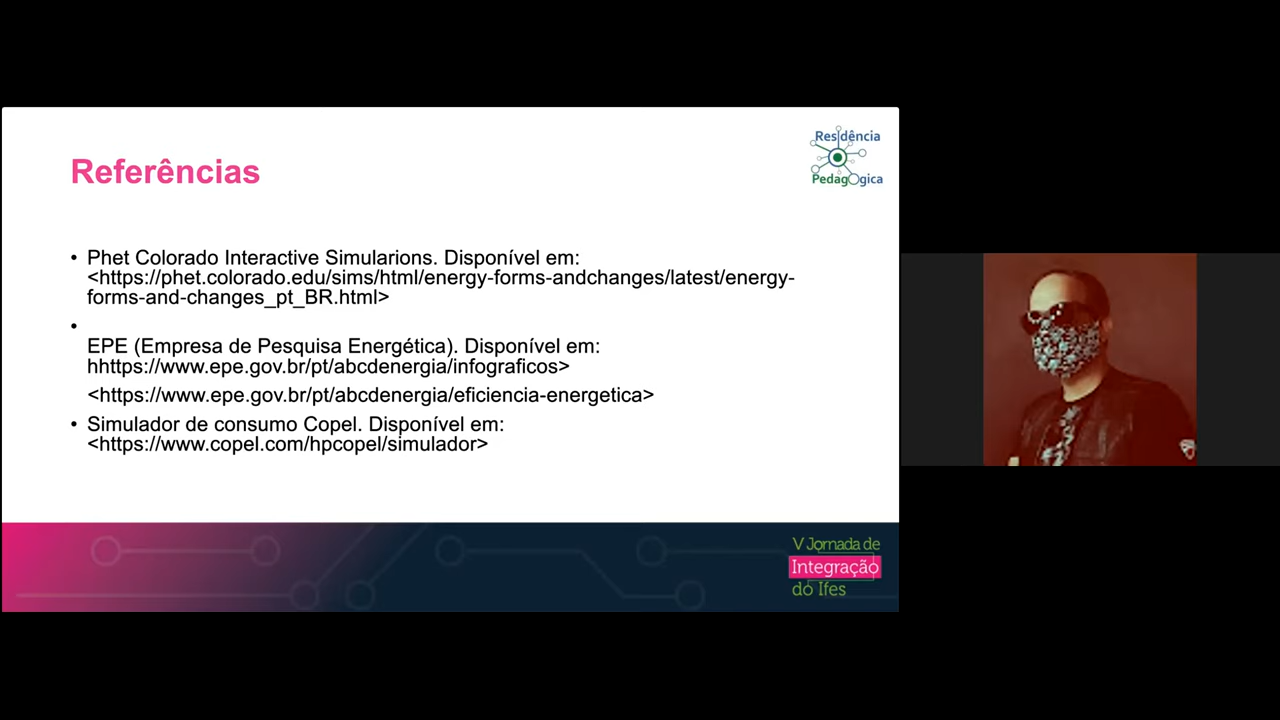 Referências
Residência
PedagOgica
• Phet Colorado Interactive Simularions. Disponível em:
<https://phet.colorado.edu/sims/html/energy-forms-andchanges/latest/energy-
forms-and-changes_pt_BR.html>
•
EPE (Empresa de Pesquisa Energética). Disponível em:
hhttps://www.epe.gov.br/pt/abcdenergia/infograficos>
<https://www.epe.gov.br/pt/abcdenergia/eficiencia-energetica>
• Simulador de consumo Copel. Disponível em:
<https://www.copel.com/hpcopel/simulador>
V Jornada de
Integração
do Ifes